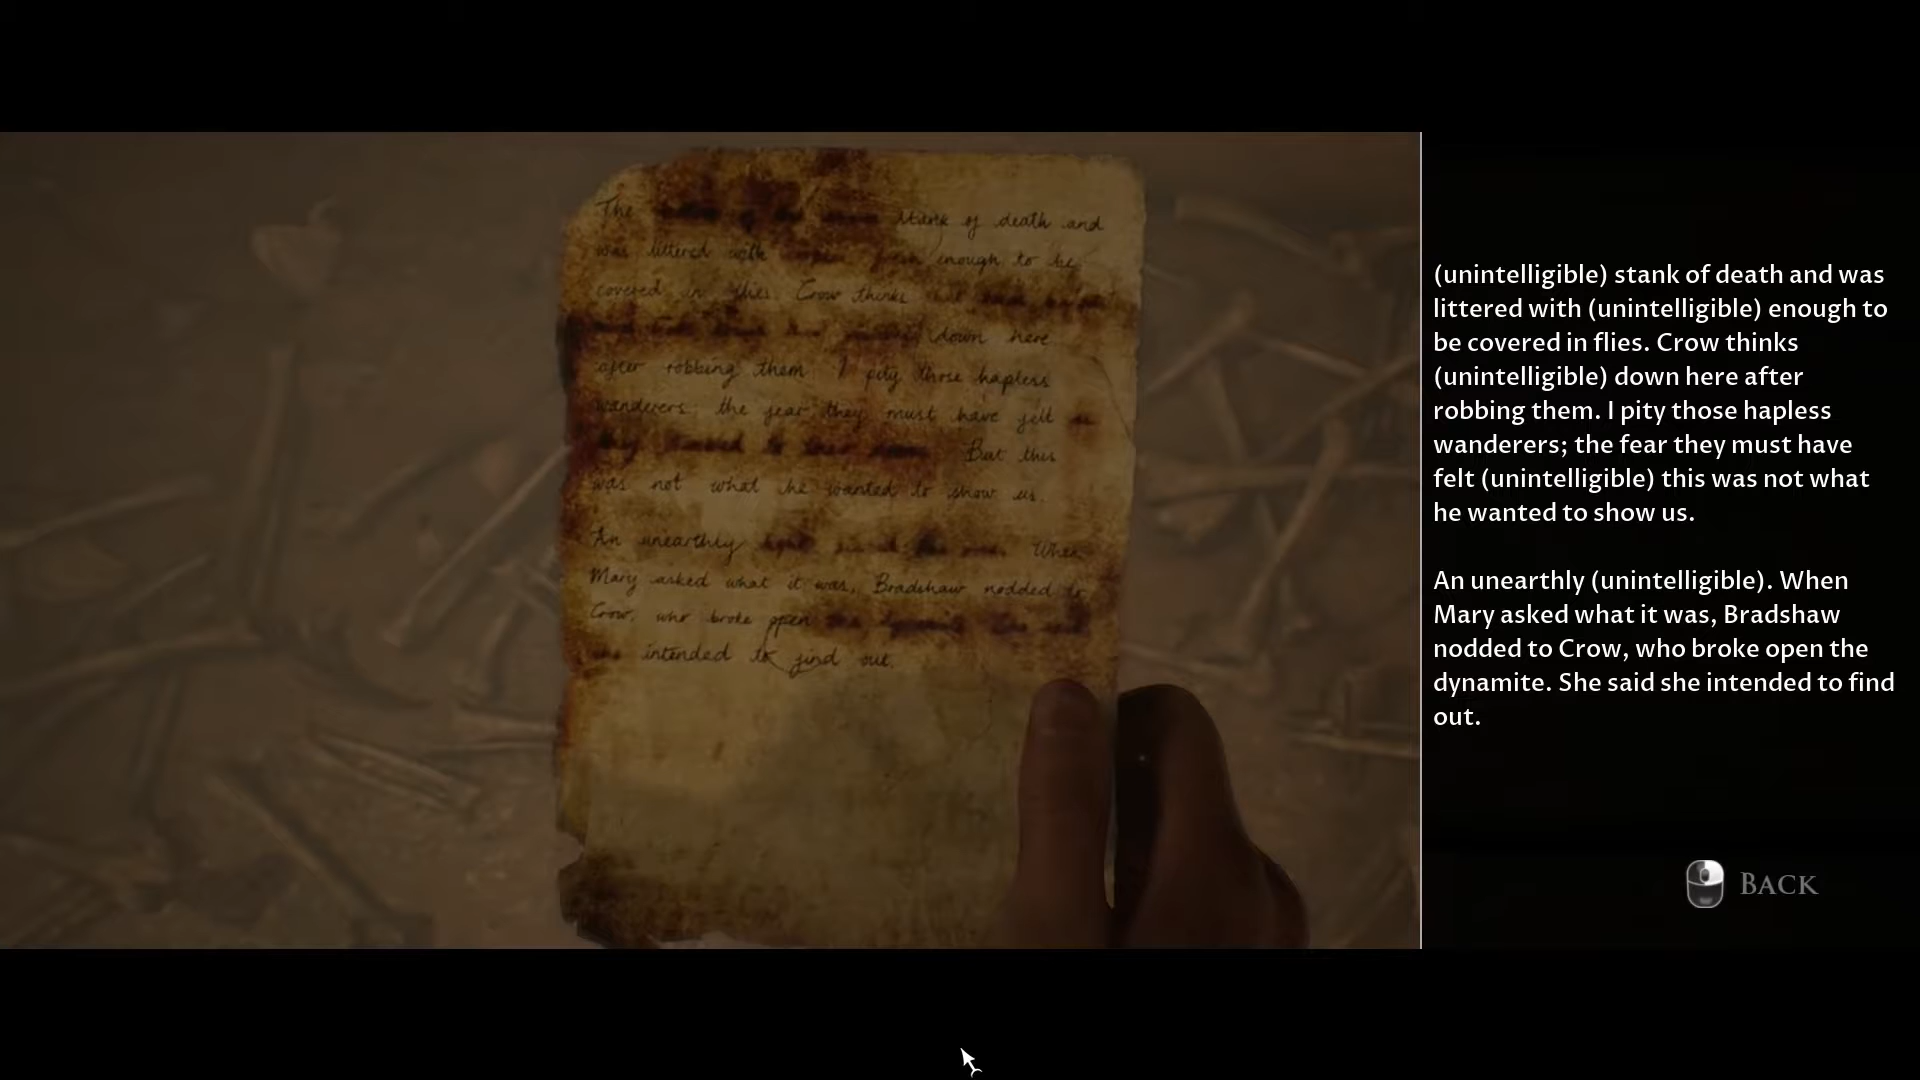 The stank of death and
was littered with enough to be
covered in flies. Crow thinks
down here
after robbing them. I pity those hapless
wanderers; the fear they must have felt
But this
was not what he wanted to show us.
An unearthly When
Mary asked what it was, Bradshaw nodded to
Crow, who broke open
intended to find out.
(unintelligible) stank of death and was
littered with (unintelligible) enough to
be covered in flies. Crow thinks
(unintelligible) down here after
robbing them. I pity those hapless
wanderers; the fear they must have
felt (unintelligible) this was not what
he wanted to show us.
An unearthly (unintelligible). When
Mary asked what it was, Bradshaw
nodded to Crow, who broke open the
dynamite. She said she intended to find
out.
BACK